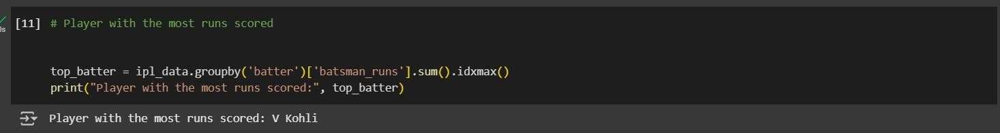 [11] # Player with the most runs scored
top_batter = ipl_data.groupby('batter')['batsman_runs'].sum().idxmax()
print("Player with the most runs scored:", top_batter)
Player with the most runs scored: V Kohli